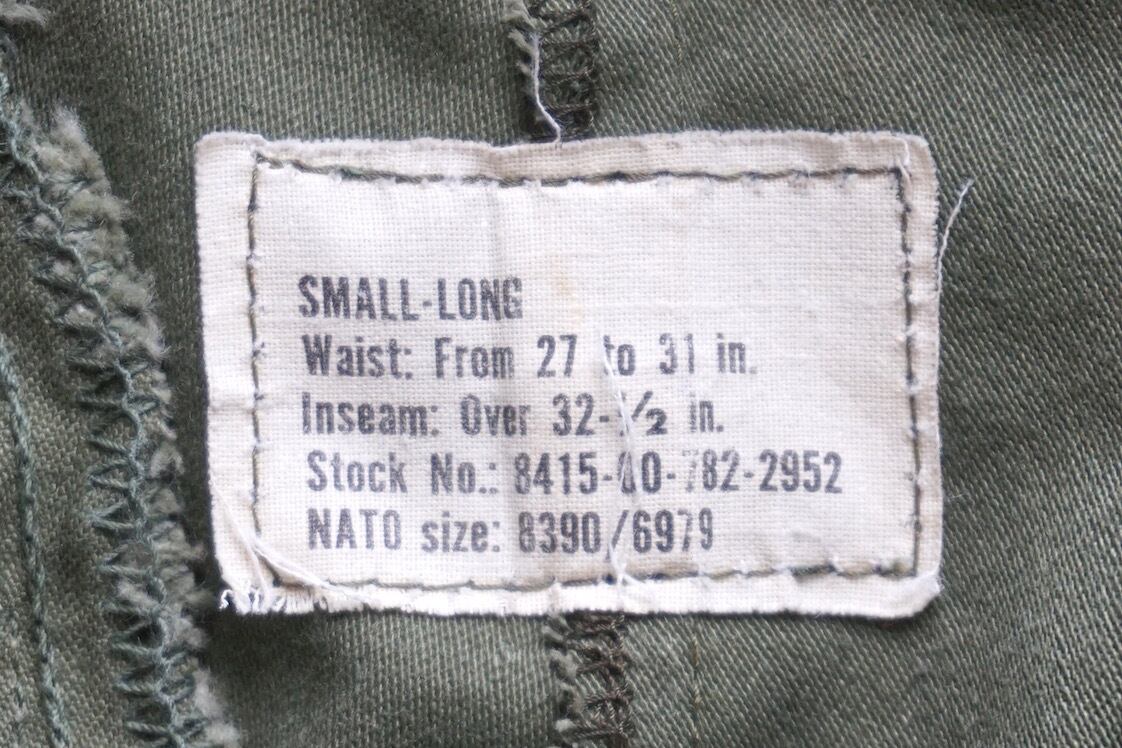 SMALL-LONG
Waist: From 27 to 31 in.
Inseam: Over 32-½ in.
Stock No.: 8415-00-782-2952
NATO size: 8390/6979